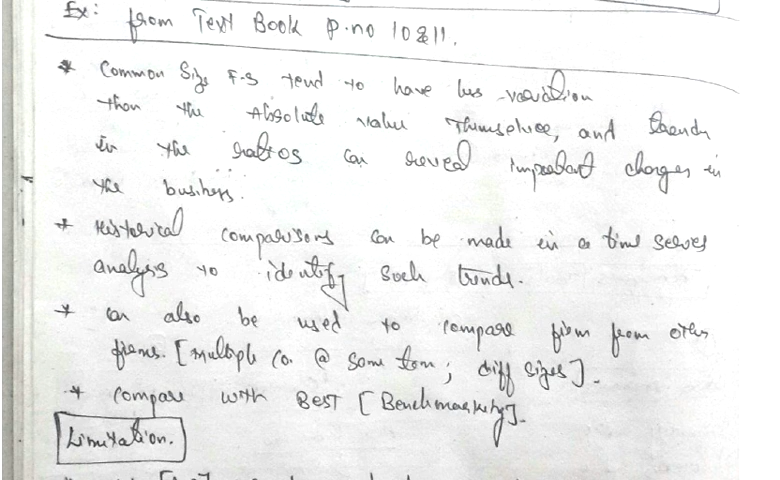 Ex: from Text Book P.no 10 & 11.
* Common Size F.S tend to have less variation
than the Absolute value Themselves, and trends
in the ratios can reveal important changes in
the business.
* Historical comparisons can be made in a time series
analysis to identify such trends.
* can also be used to compare firm from other
firms. [multiple co. @ same time; diff sizes].
* compare with BEST [Benchmarking].
Limitation.